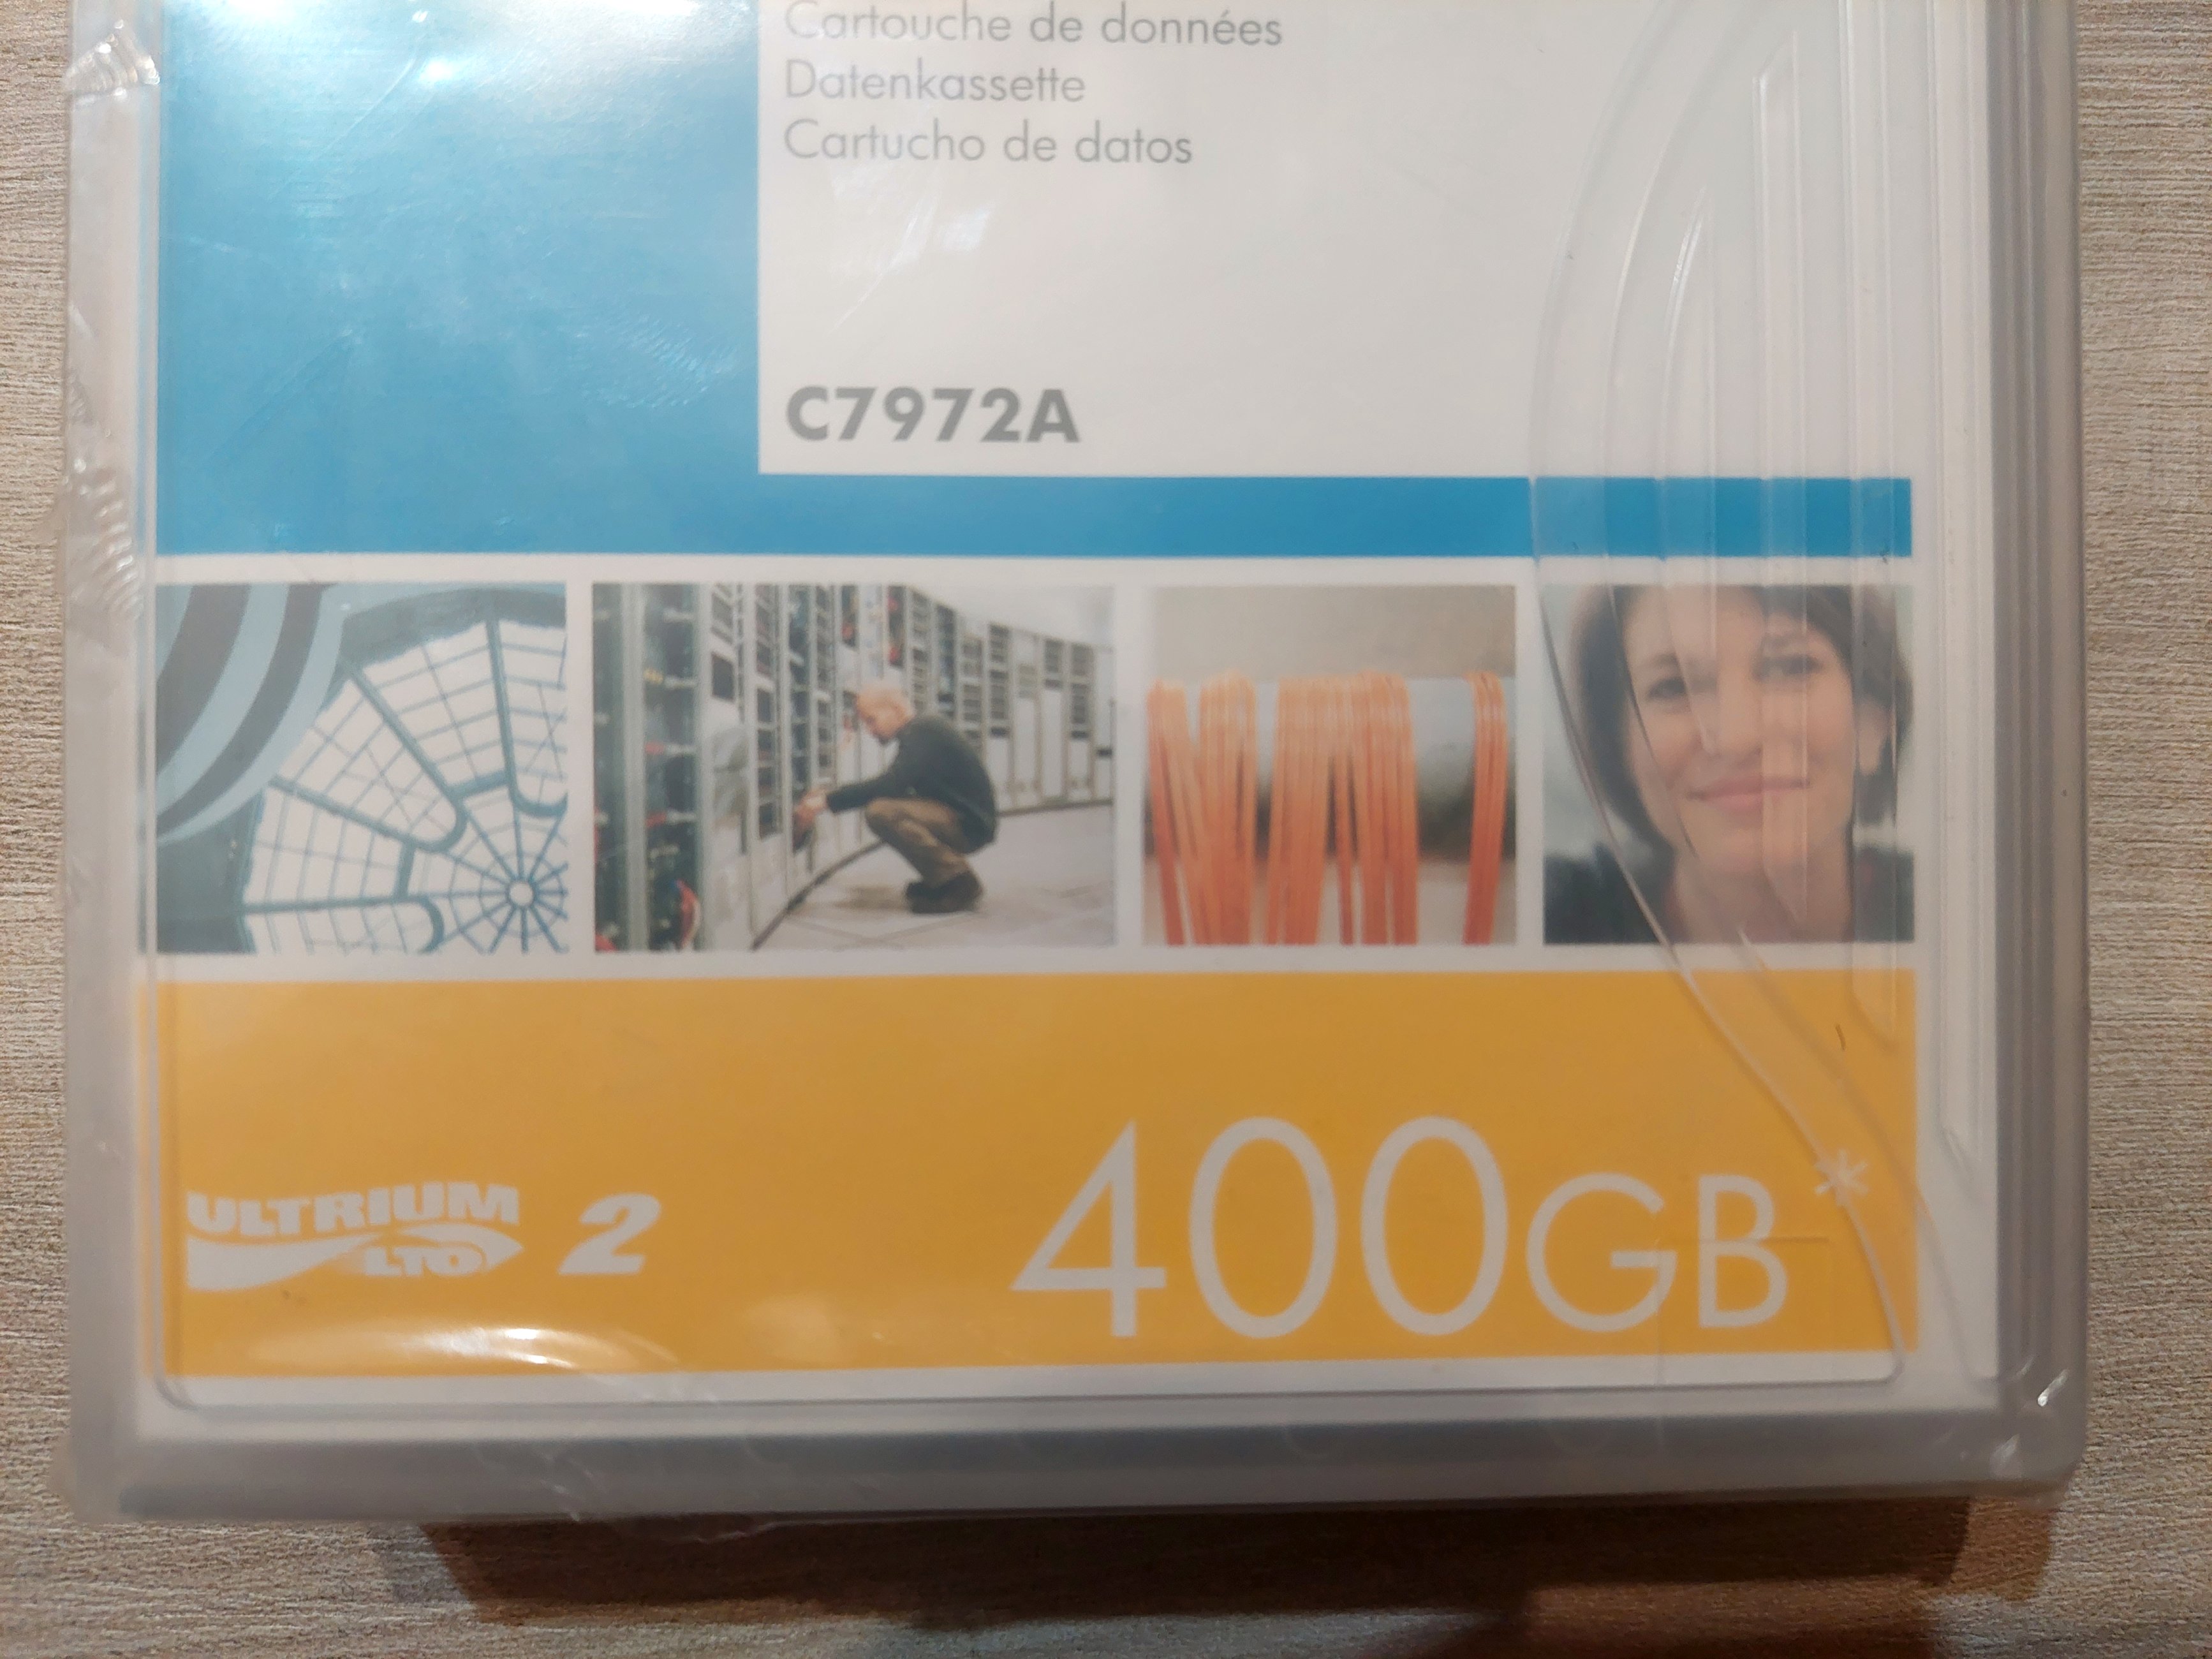 Cartouche de données
Datenkassette
Cartucho de datos
C7972A
ULTRIUM
LTO
2
400GB*